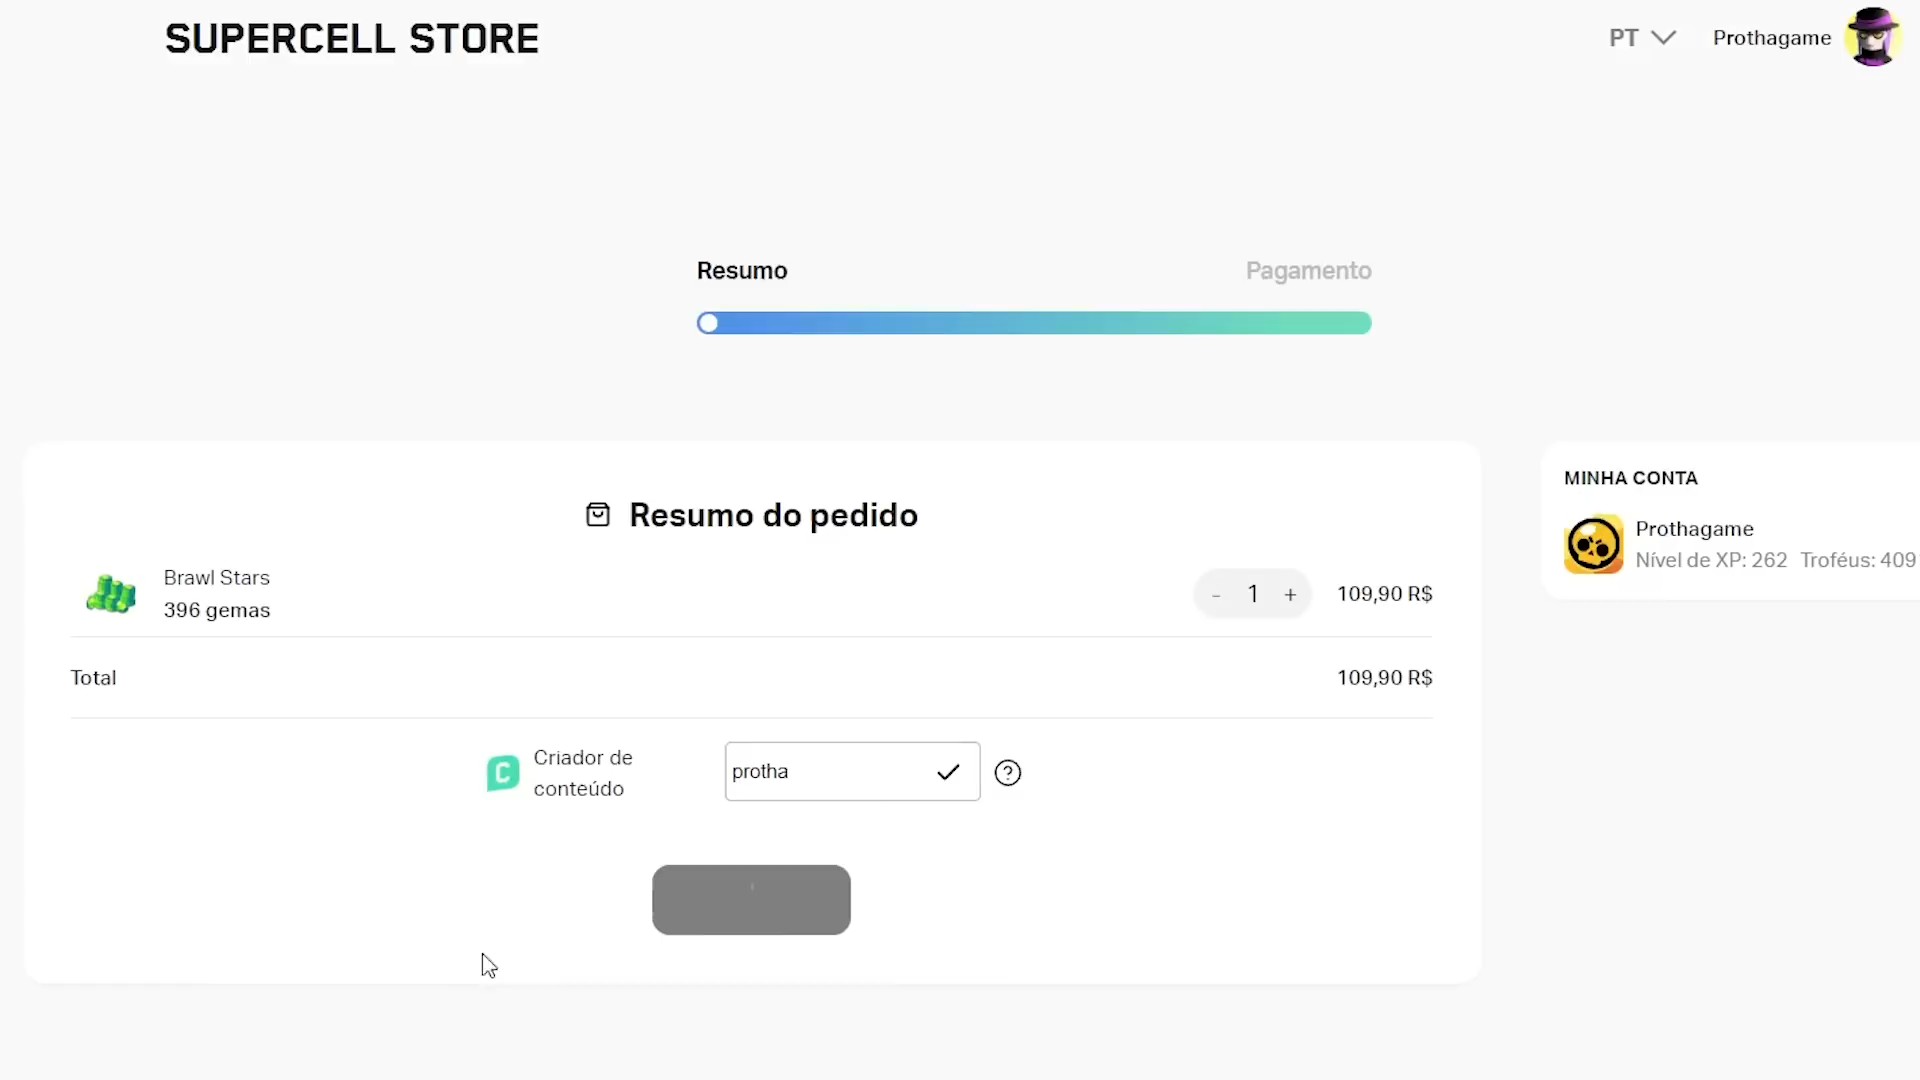 SUPERCELL STORE
PT
Prothagame
Resumo
Pagamento
Resumo do pedido
Brawl Stars
396 gemas
- 1 +
109,90 R$
Total
109,90 R$
C
Criador de
conteúdo
protha
?
MINHA CONTA
Prothagame
Nível de XP: 262 Troféus: 409